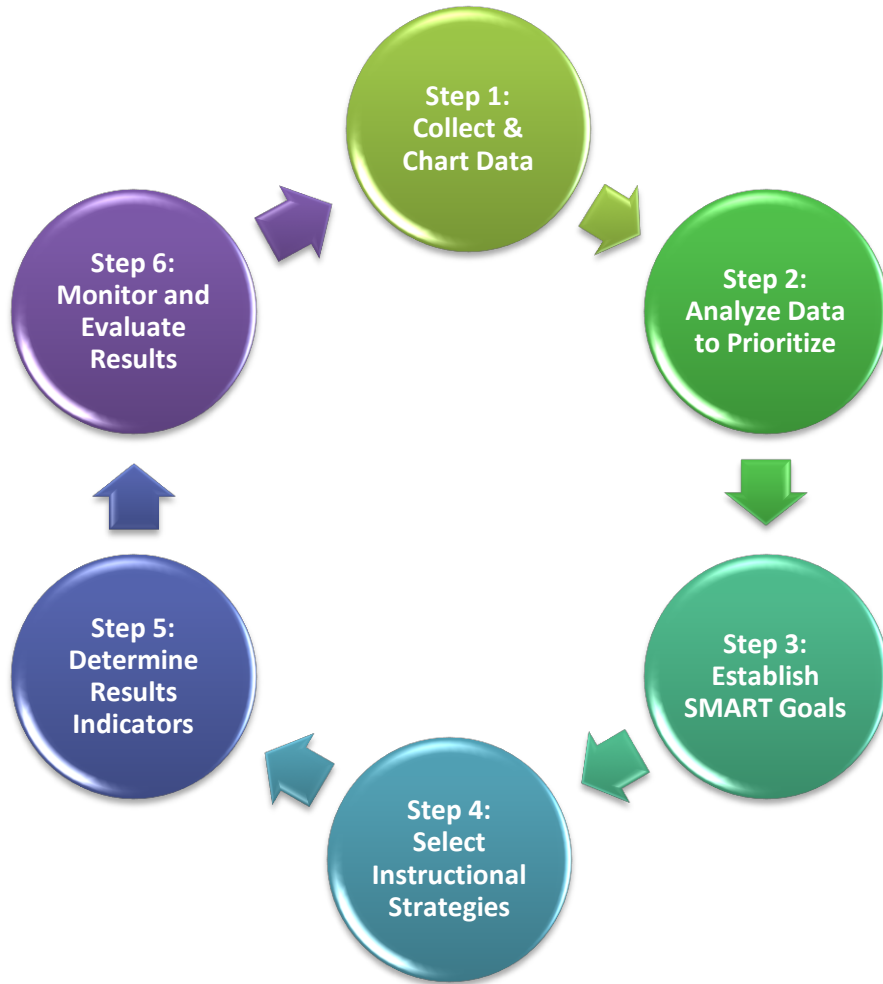 Step 1:
Collect &
Chart Data
Step 2:
Analyze Data
to Prioritize
Step 3:
Establish
SMART Goals
Step 4:
Select
Instructional
Strategies
Step 5:
Determine
Results
Indicators
Step 6:
Monitor and
Evaluate
Results